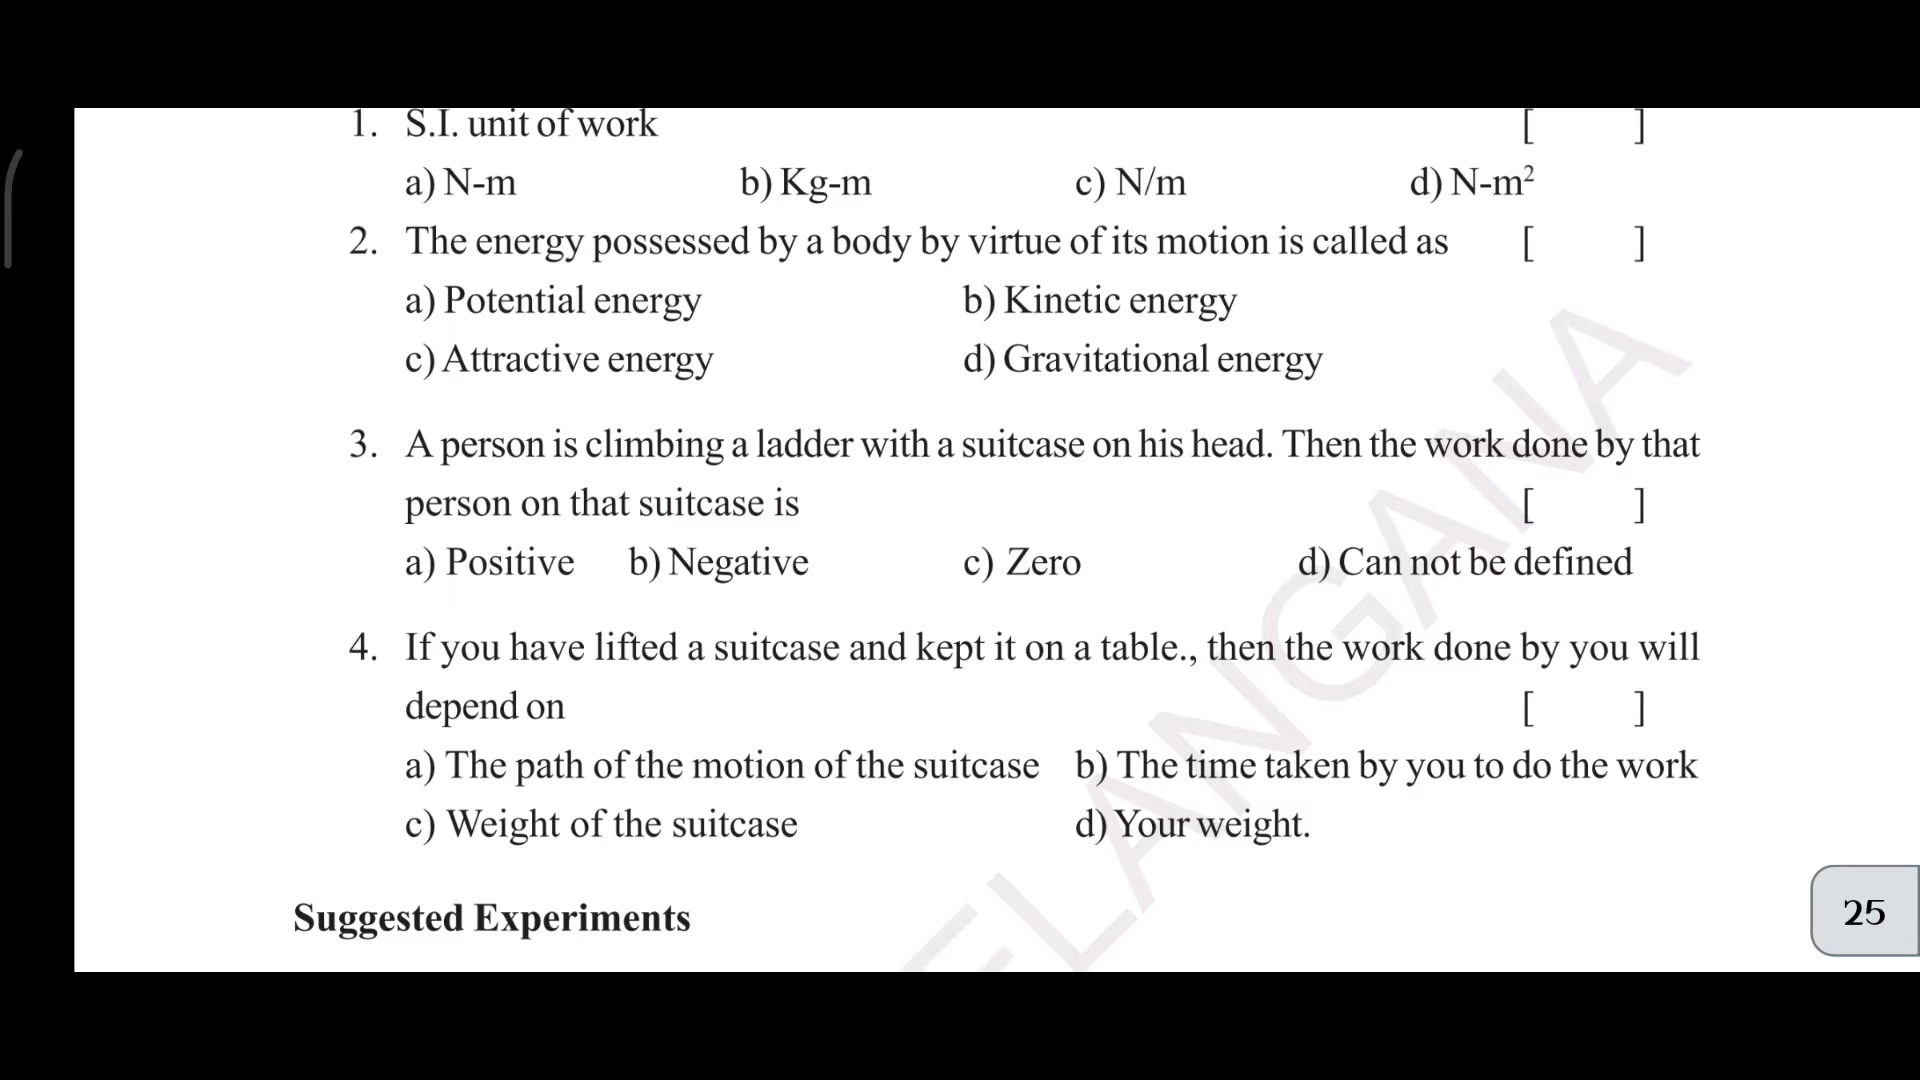 1. S.I. unit of work [ ]
a) N-m b) Kg-m c) N/m d) N-m²
2. The energy possessed by a body by virtue of its motion is called as [ ]
a) Potential energy b) Kinetic energy
c) Attractive energy d) Gravitational energy
3. A person is climbing a ladder with a suitcase on his head. Then the work done by that
person on that suitcase is [ ]
a) Positive b) Negative c) Zero d) Can not be defined
4. If you have lifted a suitcase and kept it on a table., then the work done by you will
depend on [ ]
a) The path of the motion of the suitcase b) The time taken by you to do the work
c) Weight of the suitcase d) Your weight.
Suggested Experiments
25
ELANGANA